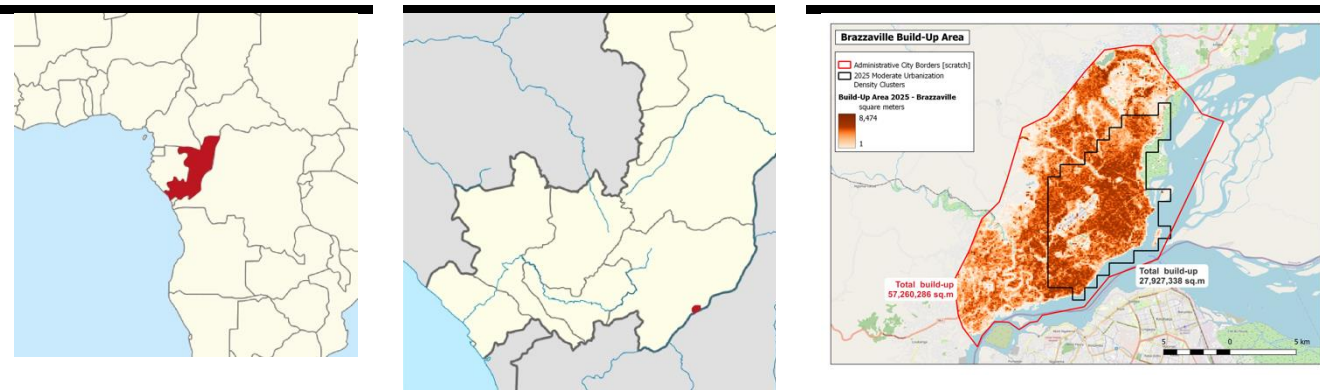 Brazzaville Build-Up Area
Administrative City Borders [scratch]
2025 Moderate Urbanization
Density Clusters
Build-Up Area 2025 - Brazzaville
square meters
8,474
1
Total build-up
57,260,286 sq.m
Total build-up
27,927,338 sq.m
5 0 5 km